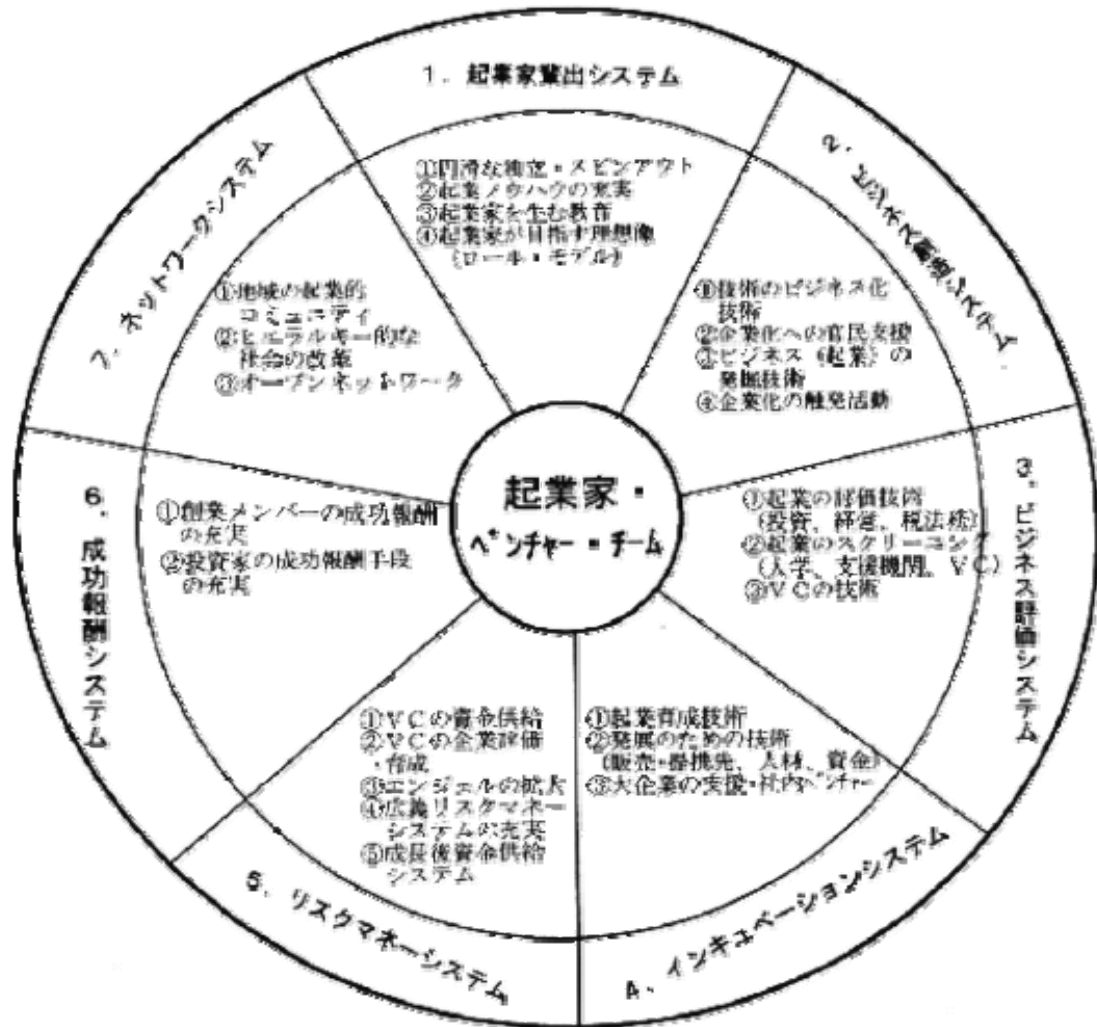 1. 起業家輩出システム
①円滑な独立・スピンアウト
②起業ノウハウの充実
③起業家を生む教育
④起業家が目指す理想像
(ロール・モデル)
2. ビジネス
システム
①技術のビジネス化
技術
②企業化への官民支援
③ビジネス(起業)の
発掘技術
④企業化の触発活動
3. ビジネス評価システム
①起業の評価技術
(投資、経営、税法務)
②起業のスクリーニング
(大学、支援機関、VC)
③VCの技術
4. インキュベーションシステム
①起業育成技術
②発展のための技術
(販売・提携先、人材、資金)
③大企業の支援・社内ベンチャー
5. リスクマネーシステム
①VCの資金供給
②VCの企業評価
・育成
③エンジェルの拡大
④広義リスクマネー
システムの充実
⑤成長後資金供給
システム
6. 成功報酬システム
①創業メンバーの成功報酬
の充実
②投資家の成功報酬手段
の充実
7. ネットワークシステム
①地域の起業的
コミュニティ
②ヒエラルキー的な
社会の改革
③オープンネットワーク
起業家・
ベンチャー・チーム